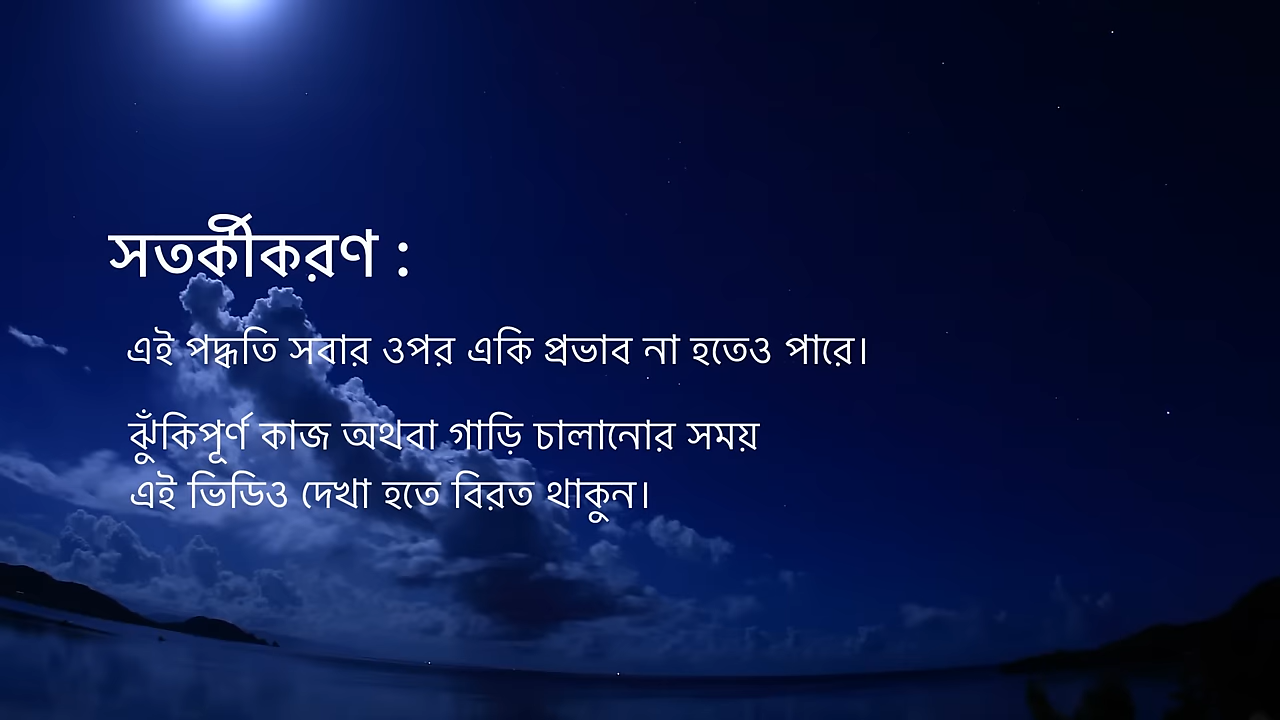 সতর্কীকরণ :
এই পদ্ধতি সবার ওপর একি প্রভাব না হতেও পারে।
ঝুঁকিপূর্ণ কাজ অথবা গাড়ি চালানোর সময়
এই ভিডিও দেখা হতে বিরত থাকুন।